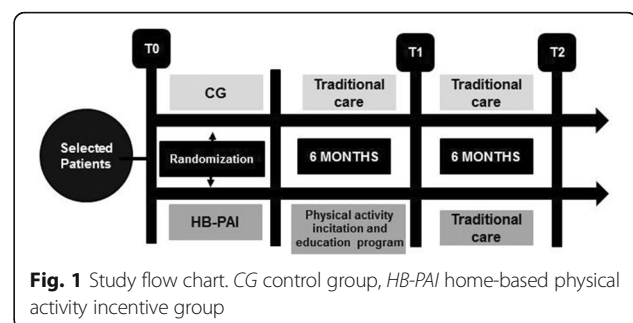 T0
T1
T2
CG
Traditional
care
Traditional
care
Selected
Patients
Randomization
6 MONTHS
6 MONTHS
HB-PAI
Physical activity
incitation and
education program
Traditional
care
Fig. 1 Study flow chart. CG control group, HB-PAI home-based physical
activity incentive group